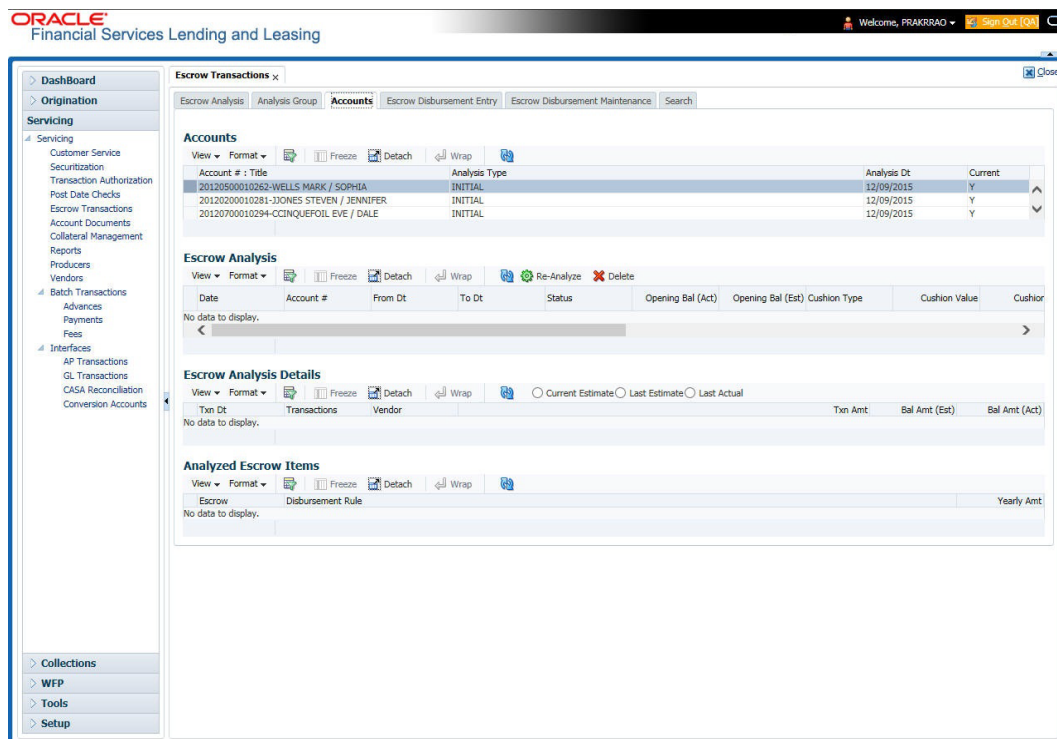 ORACLE
Financial Services Lending and Leasing
Welcome, PRAKRRAO
Sign Out [QA]
Close
DashBoard
Origination
Servicing
Servicing
Customer Service
Securitization
Transaction Authorization
Post Date Checks
Escrow Transactions
Account Documents
Collateral Management
Reports
Producers
Vendors
Batch Transactions
Advances
Payments
Fees
Interfaces
AP Transactions
GL Transactions
CASA Reconciliation
Conversion Accounts
Collections
WFP
Tools
Setup
Escrow Transactions x
Escrow Analysis Analysis Group Accounts Escrow Disbursement Entry Escrow Disbursement Maintenance Search
Accounts
View Format Freeze Detach Wrap
Account # : Title Analysis Type Analysis Dt Current
20120500010262-WELLS MARK / SOPHIA INITIAL 12/09/2015 Y
20120200010281-JJONES STEVEN / JENNIFER INITIAL 12/09/2015 Y
20120700010294-CCINQUEFOIL EVE / DALE INITIAL 12/09/2015 Y
Escrow Analysis
View Format Freeze Detach Wrap Re-Analyze Delete
Date Account # From Dt To Dt Status Opening Bal (Act) Opening Bal (Est) Cushion Type Cushion Value Cushion
No data to display.
Escrow Analysis Details
View Format Freeze Detach Wrap Current Estimate Last Estimate Last Actual
Txn Dt Transactions Vendor Txn Amt Bal Amt (Est) Bal Amt (Act)
No data to display.
Analyzed Escrow Items
View Format Freeze Detach Wrap
Escrow Disbursement Rule Yearly Amt
No data to display.